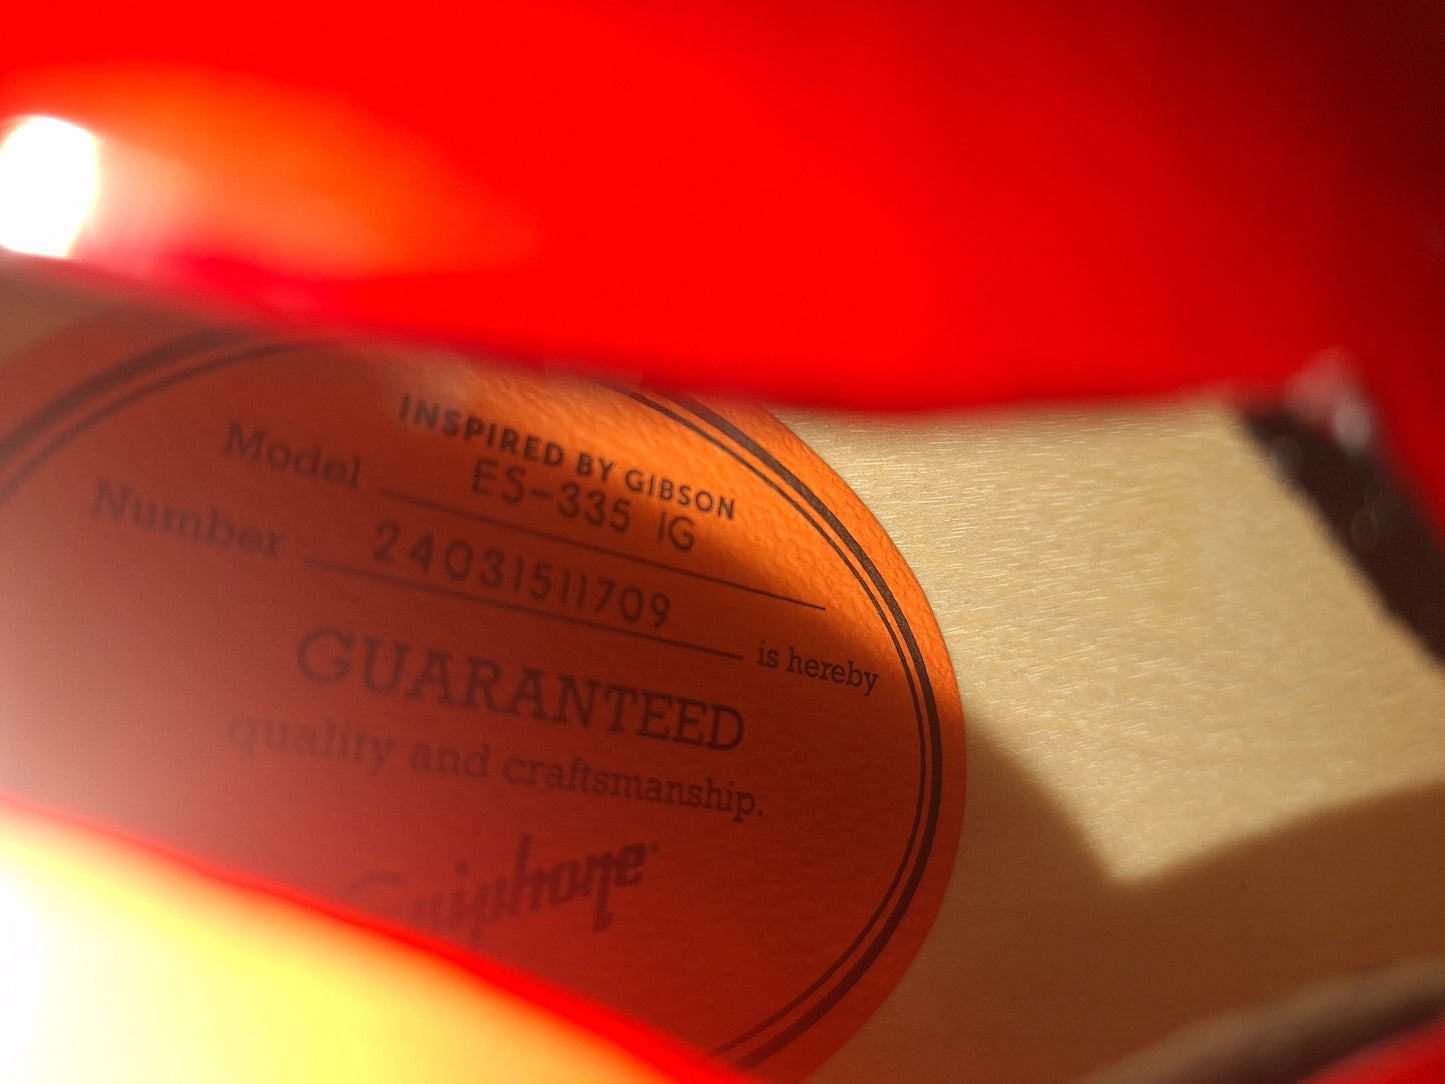 INSPIRED BY GIBSON
Model ES-335 IG
Number 24031511709 is hereby
GUARANTEED
quality and craftsmanship.
Epiphone